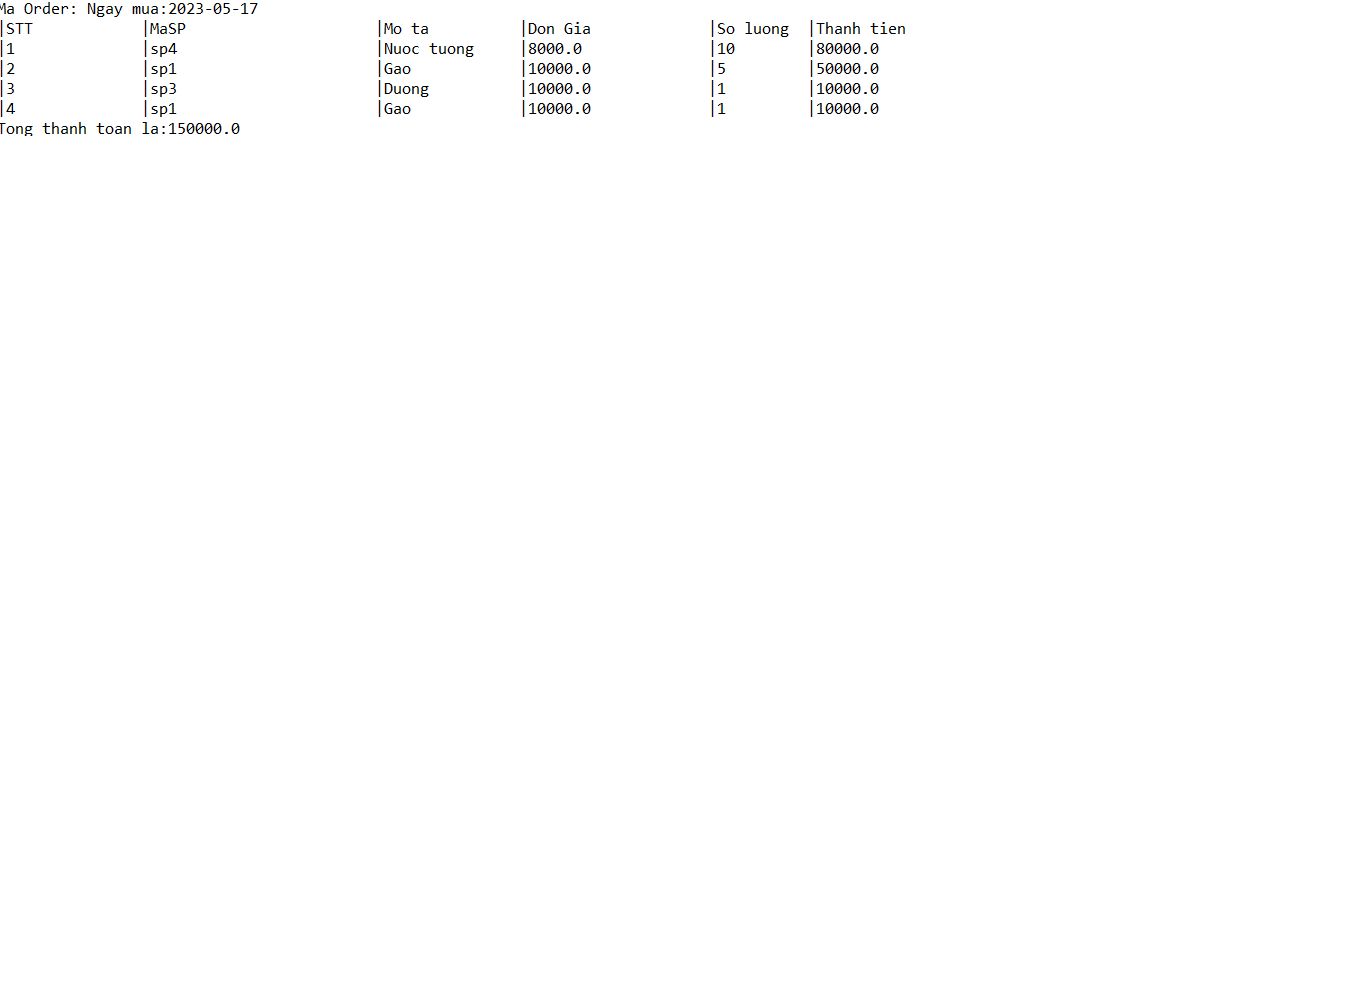 Ma Order: Ngay mua:2023-05-17
|STT |MaSP |Mo ta |Don Gia |So luong |Thanh tien
|1 |sp4 |Nuoc tuong |8000.0 |10 |80000.0
|2 |sp1 |Gao |10000.0 |5 |50000.0
|3 |sp3 |Duong |10000.0 |1 |10000.0
|4 |sp1 |Gao |10000.0 |1 |10000.0
Tong thanh toan la:150000.0